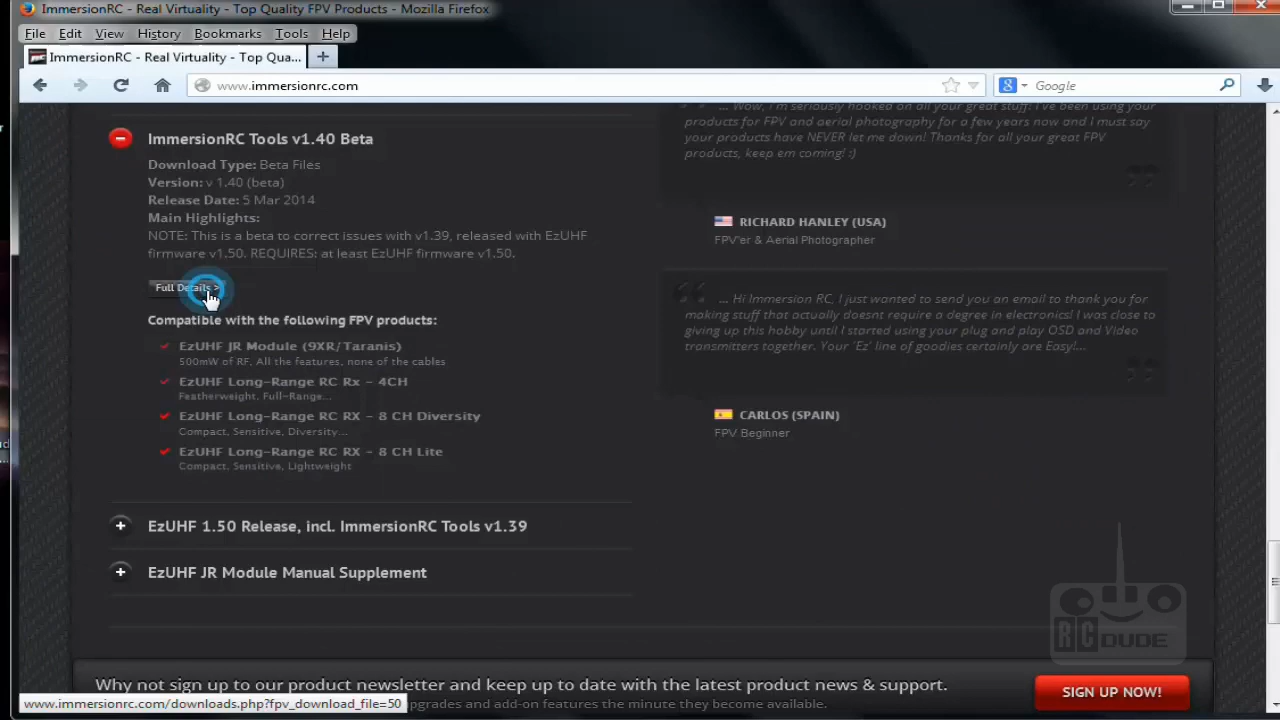 ImmersionRC - Real Virtuality - Top Quality FPV Products - Mozilla Firefox
File Edit View History Bookmarks Tools Help
ImmersionRC - Real Virtuality - Top Qua...
www.immersionrc.com
Google
ImmersionRC Tools v1.40 Beta
Download Type: Beta Files
Version: v 1.40 (beta)
Release Date: 5 Mar 2014
Main Highlights:
NOTE: This is a beta to correct issues with v1.39, released with EzUHF
firmware v1.50. REQUIRES: at least EzUHF firmware v1.50.
Full Details >
Compatible with the following FPV products:
EzUHF JR Module (9XR/Taranis)
500mW of RF, All the features, none of the cables
EzUHF Long-Range RC Rx - 4CH
Featherweight, Full-Range...
EzUHF Long-Range RC RX - 8 CH Diversity
Compact, Sensitive, Diversity...
EzUHF Long-Range RC RX - 8 CH Lite
Compact, Sensitive, Lightweight
EzUHF 1.50 Release, incl. ImmersionRC Tools v1.39
EzUHF JR Module Manual Supplement
... Wow, i'm seriously hooked on all your great stuff! I've been using your
products for FPV and aerial photography for a few years now and I must say
your products have NEVER let me down! Thanks for all your great FPV
products, keep em coming! :)
RICHARD HANLEY (USA)
FPV'er & Aerial Photographer
... Hi Immersion RC, I just wanted to send you an email to thank you for
making stuff that actually doesnt require a degree in electronics! I was close to
giving up this hobby until I started using your plug and play OSD and Video
transmitters together. Your 'Ez' line of goodies certainly are Easy!...
CARLOS (SPAIN)
FPV Beginner
RC DUDE
Why not sign up to our product newsletter and keep up to date with the latest product news & support.
upgrades and add-on features the minute they become available.
SIGN UP NOW!
www.immersionrc.com/downloads.php?fpv_download_file=50